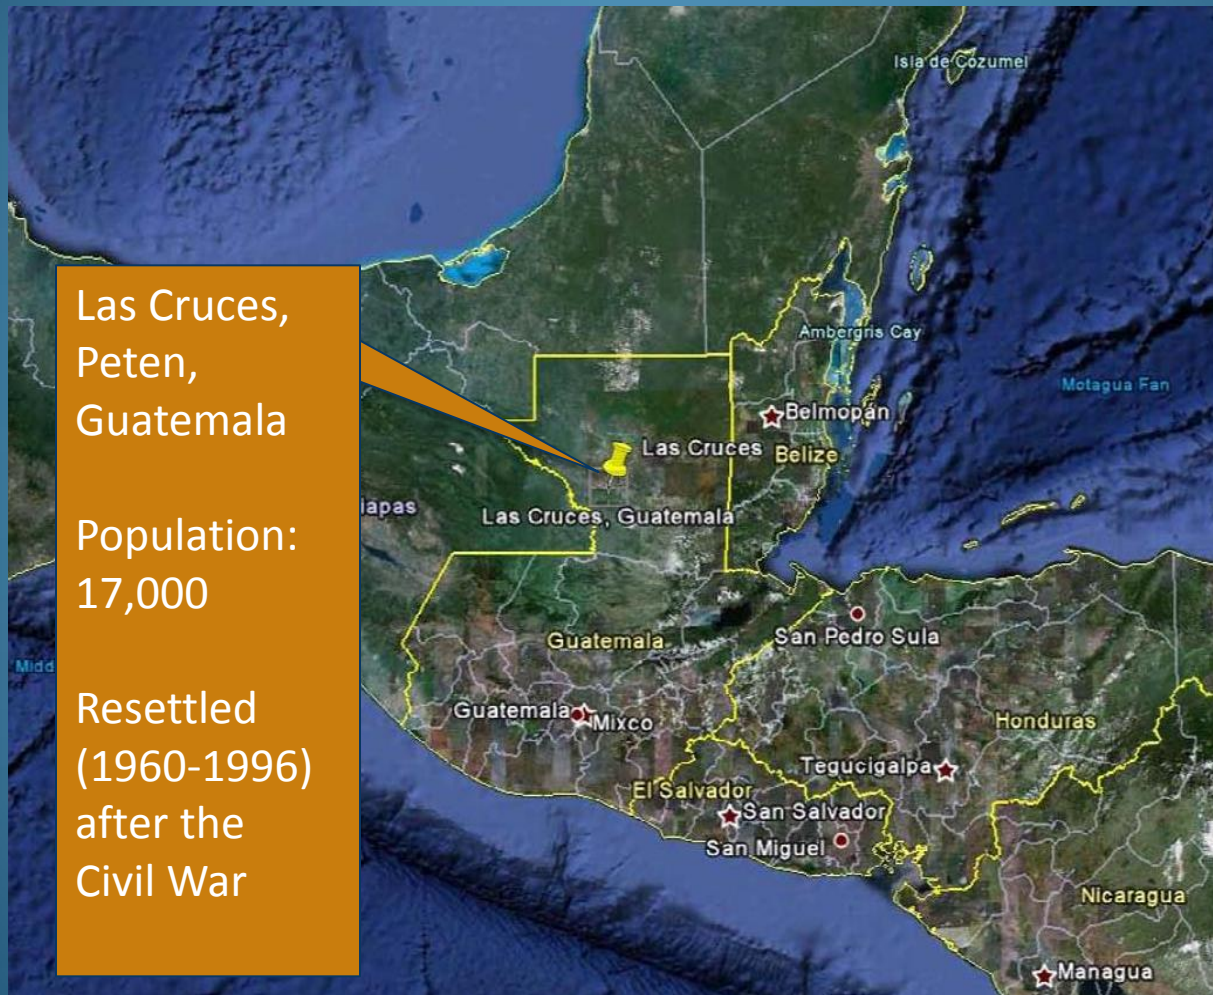 Las Cruces,
Peten,
Guatemala
Population:
17,000
Resettled
(1960-1996)
after the
Civil War
Isla de Cozumel
Ambergris Cay
Motagua Fan
Belmopán
Las Cruces
Belize
iapas
Las Cruces, Guatemala
San Pedro Sula
Guatemala
Midd
Guatemala
Mixco
Honduras
Tegucigalpa
El Salvador
San Salvador
San Miguel
Nicaragua
Managua